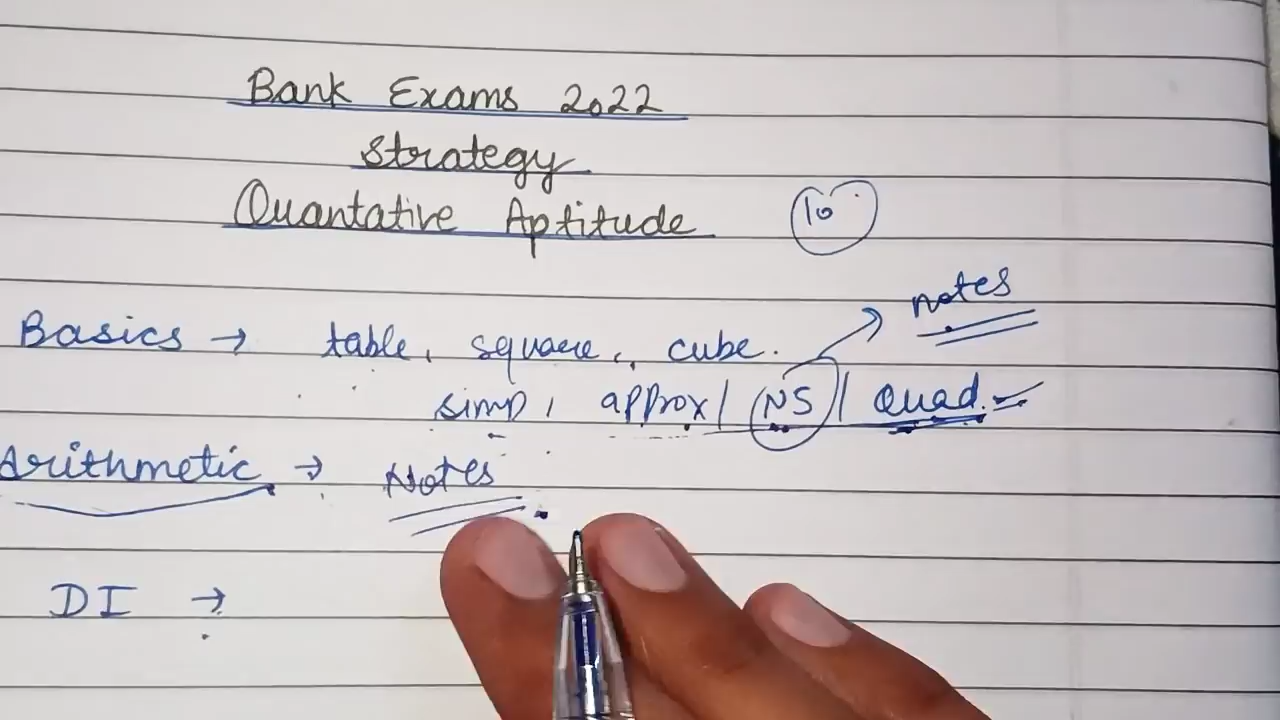 Bank Exams 2022
Strategy
Quantative Aptitude 10
notes
Basics → table, square, cube.
simp, approx / NS / Quad.
Arithmetic → Notes
DI →